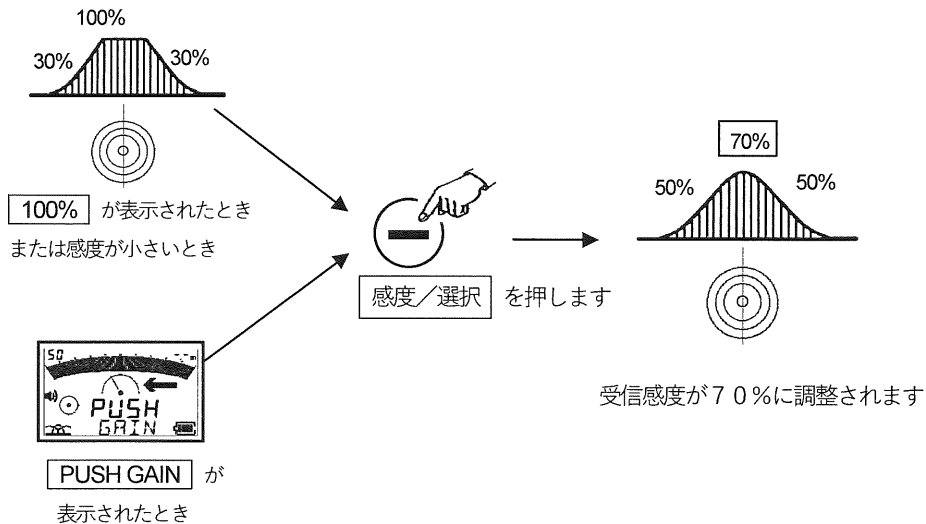 100%
30%
30%
100% が表示されたとき
または感度が小さいとき
感度／選択 を押します
70%
50%
50%
受信感度が７０％に調整されます
50
PUSH
GAIN
PUSH GAIN が
表示されたとき